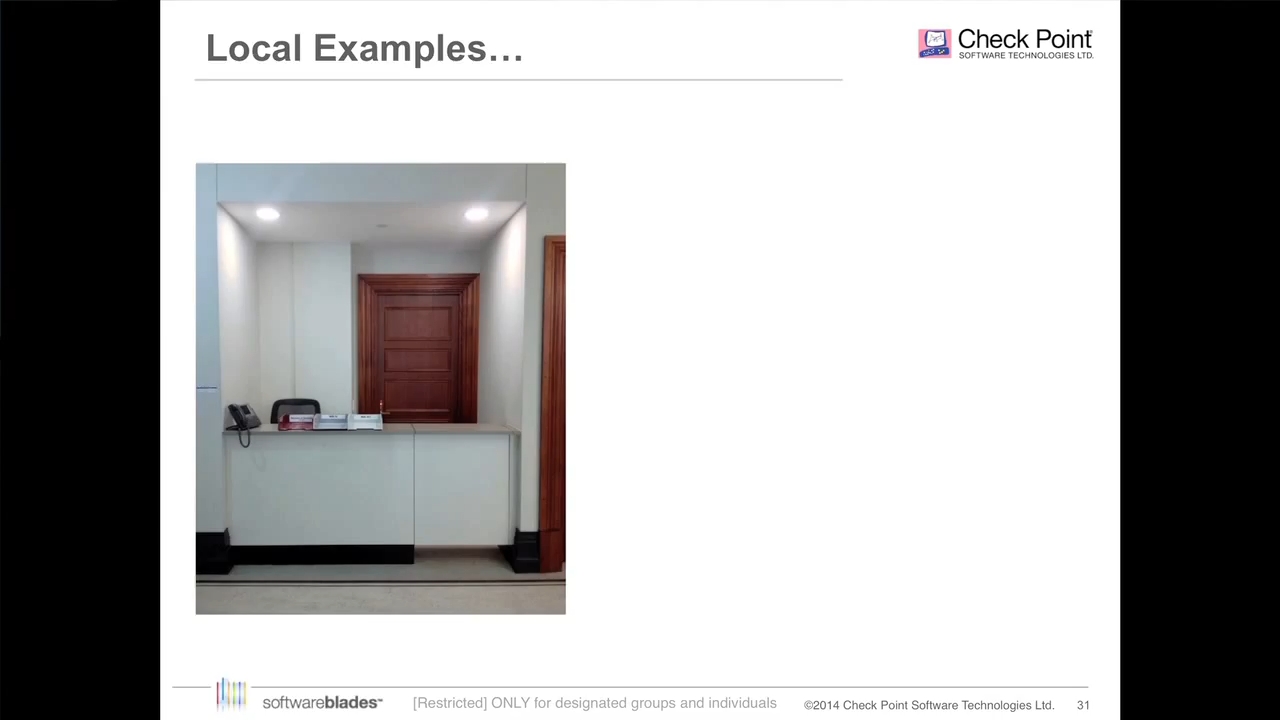 Local Examples…
Check Point
SOFTWARE TECHNOLOGIES LTD.
softwareblades™
[Restricted] ONLY for designated groups and individuals
©2014 Check Point Software Technologies Ltd.
31